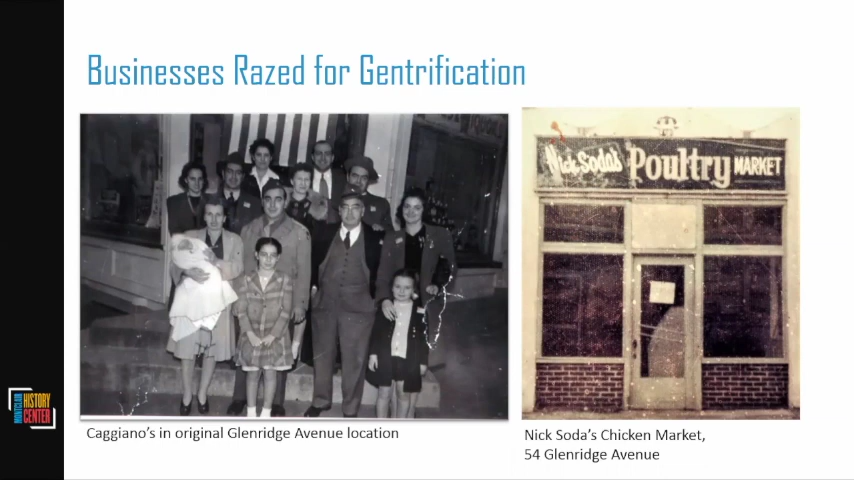 Businesses Razed for Gentrification
Nick Soda's Poultry MARKET
MONTCLAIR
HISTORY
CENTER
Caggiano's in original Glenridge Avenue location
Nick Soda's Chicken Market,
54 Glenridge Avenue